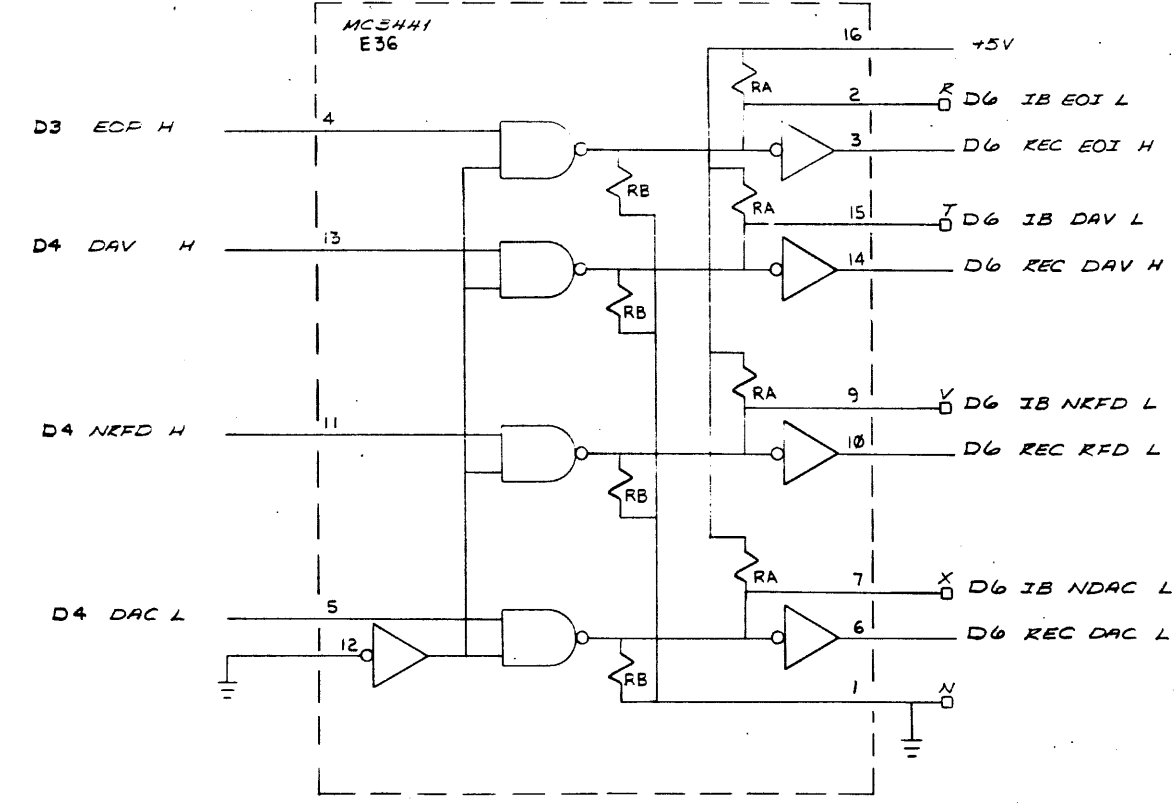 MC3441
E36
16 +5V
RA
2 R D6 IB EOI L
D3 EOP H 4
3 D6 REC EOI H
RB
RA
15 T D6 IB DAV L
D4 DAV H 13
14 D6 REC DAV H
RB
RA
9 V D6 IB NRFD L
D4 NRFD H 11
10 D6 REC RFD L
RB
RA
7 X D6 IB NDAC L
D4 DAC L 5
12
6 D6 REC DAC L
RB
1 N